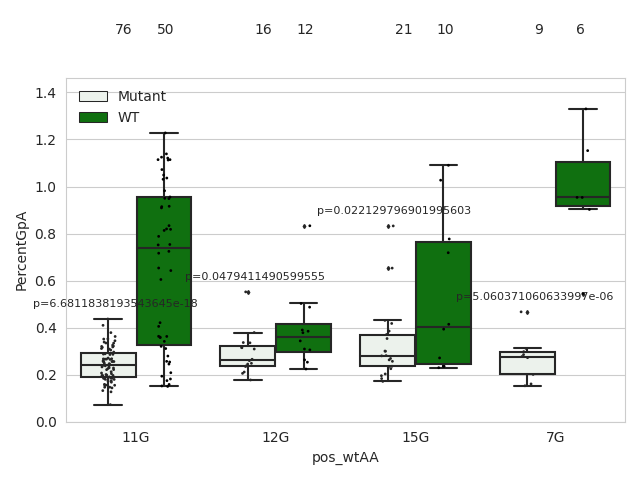 76 50 16 12 21 10 9 6
1.4
Mutant
WT
1.2
1.0
p=0.022129796901995603
0.8
p=0.0479411490599555
0.6
p=5.060371060633997e-06
p=6.6811838193543645e-18
0.4
0.2
0.0
PercentGpA
11G 12G 15G 7G
pos_wtAA